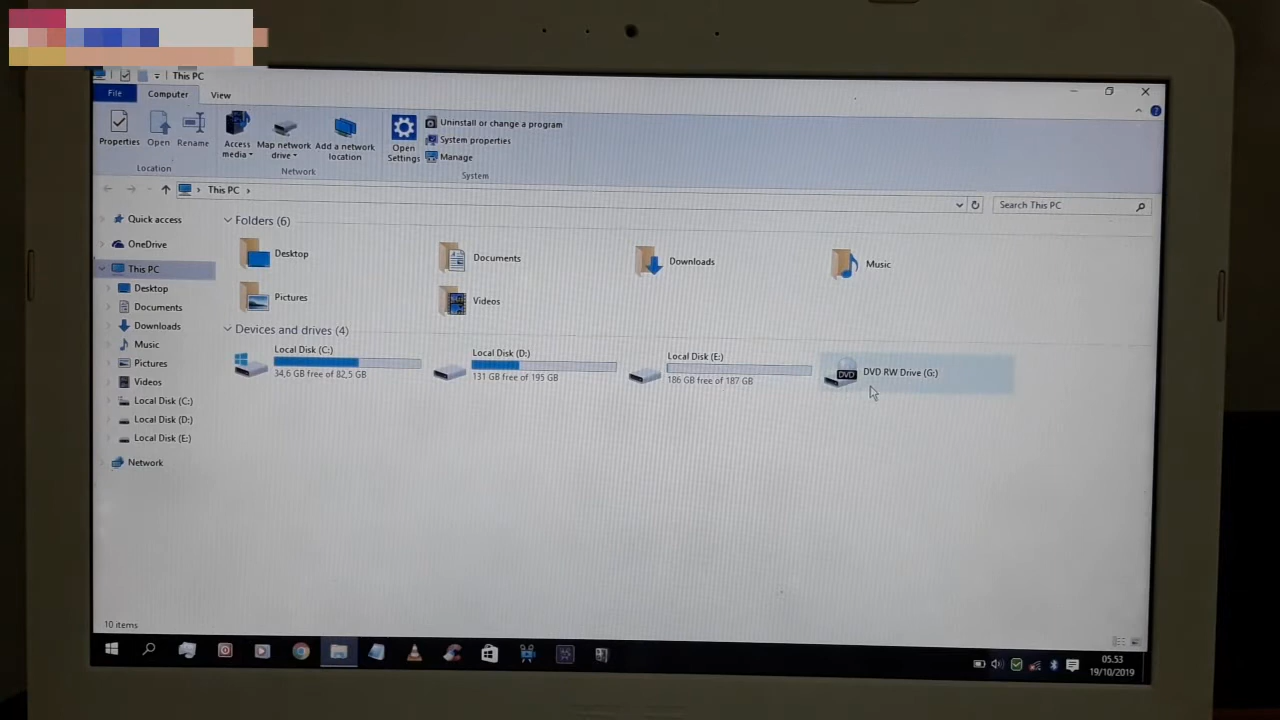 This PC
File Computer View
Properties Open Rename Access media Map network drive Add a network location Open Settings
Uninstall or change a program
System properties
Manage
Location Network System
This PC
Search This PC
Quick access
OneDrive
This PC
Desktop
Documents
Downloads
Music
Pictures
Videos
Local Disk (C:)
Local Disk (D:)
Local Disk (E:)
Network
Folders (6)
Desktop Documents Downloads Music
Pictures Videos
Devices and drives (4)
Local Disk (C:)
34,6 GB free of 82,5 GB
Local Disk (D:)
131 GB free of 195 GB
Local Disk (E:)
186 GB free of 187 GB
DVD
DVD RW Drive (G:)
10 items
05.53
19/10/2019